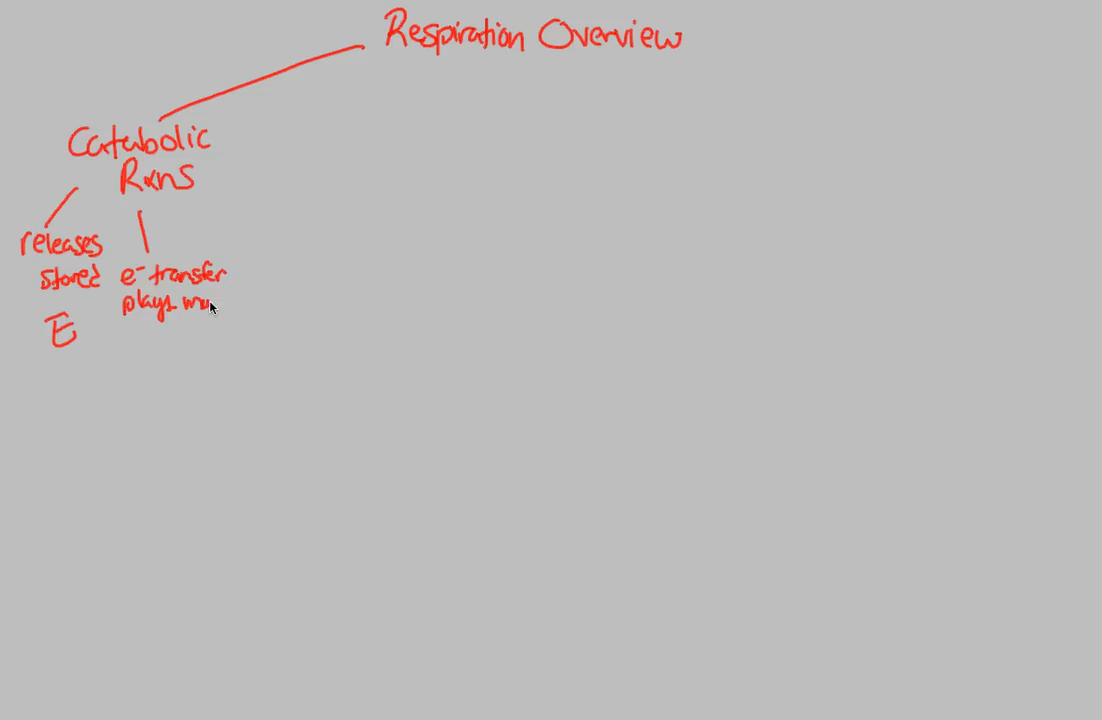 Respiration Overview
Catabolic
Rxns
releases
stored
E
e- transfer
plays